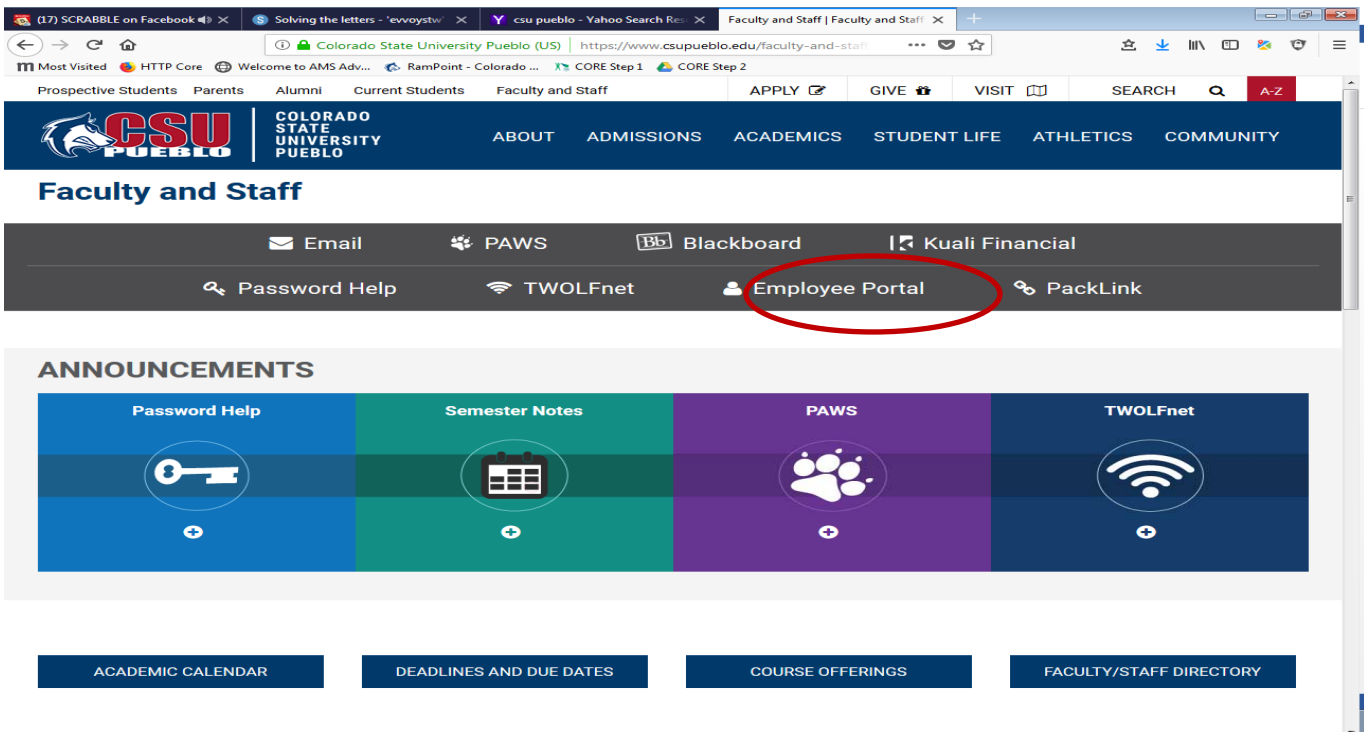 (17) SCRABBLE on Facebook
Solving the letters - 'evvoystw'
csu pueblo - Yahoo Search Res
Faculty and Staff | Faculty and Staff
Colorado State University Pueblo (US) https://www.csupueblo.edu/faculty-and-staf
Most Visited HTTP Core Welcome to AMS Adv... RamPoint - Colorado ... CORE Step 1 CORE Step 2
Prospective Students Parents Alumni Current Students Faculty and Staff APPLY GIVE VISIT SEARCH A-Z
CSU PUEBLO
COLORADO
STATE
UNIVERSITY
PUEBLO
ABOUT ADMISSIONS ACADEMICS STUDENT LIFE ATHLETICS COMMUNITY
Faculty and Staff
Email PAWS Bb Blackboard Kuali Financial
Password Help TWOLFnet Employee Portal PackLink
ANNOUNCEMENTS
Password Help Semester Notes PAWS TWOLFnet
ACADEMIC CALENDAR DEADLINES AND DUE DATES COURSE OFFERINGS FACULTY/STAFF DIRECTORY